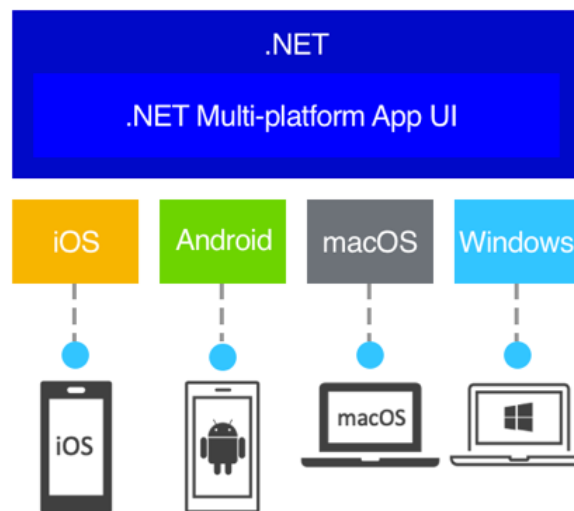 .NET
.NET Multi-platform App UI
iOS
Android
macOS
Windows
iOS
macOS